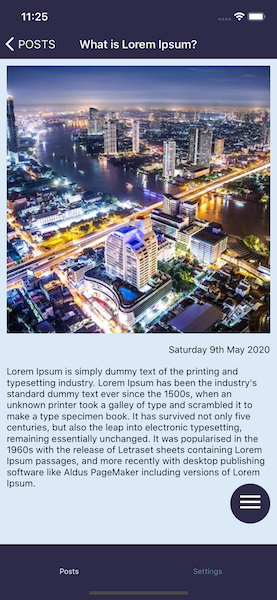 11:25
POSTS
What is Lorem Ipsum?
Saturday 9th May 2020
Lorem Ipsum is simply dummy text of the printing and
typesetting industry. Lorem Ipsum has been the industry's
standard dummy text ever since the 1500s, when an
unknown printer took a galley of type and scrambled it to
make a type specimen book. It has survived not only five
centuries, but also the leap into electronic typesetting,
remaining essentially unchanged. It was popularised in the
1960s with the release of Letraset sheets containing Lorem
Ipsum passages, and more recently with desktop publishing
software like Aldus PageMaker including versions of Lorem
Ipsum.
Posts
Settings